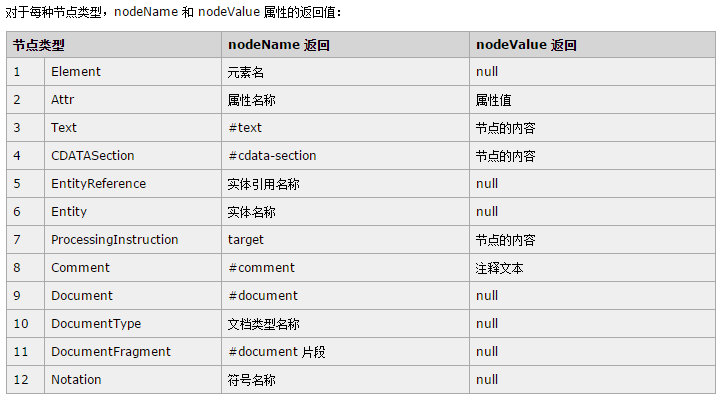 对于每种节点类型，nodeName 和 nodeValue 属性的返回值：
节点类型 nodeName 返回 nodeValue 返回
1 Element 元素名 null
2 Attr 属性名称 属性值
3 Text #text 节点的内容
4 CDATASection #cdata-section 节点的内容
5 EntityReference 实体引用名称 null
6 Entity 实体名称 null
7 ProcessingInstruction target 节点的内容
8 Comment #comment 注释文本
9 Document #document null
10 DocumentType 文档类型名称 null
11 DocumentFragment #document 片段 null
12 Notation 符号名称 null